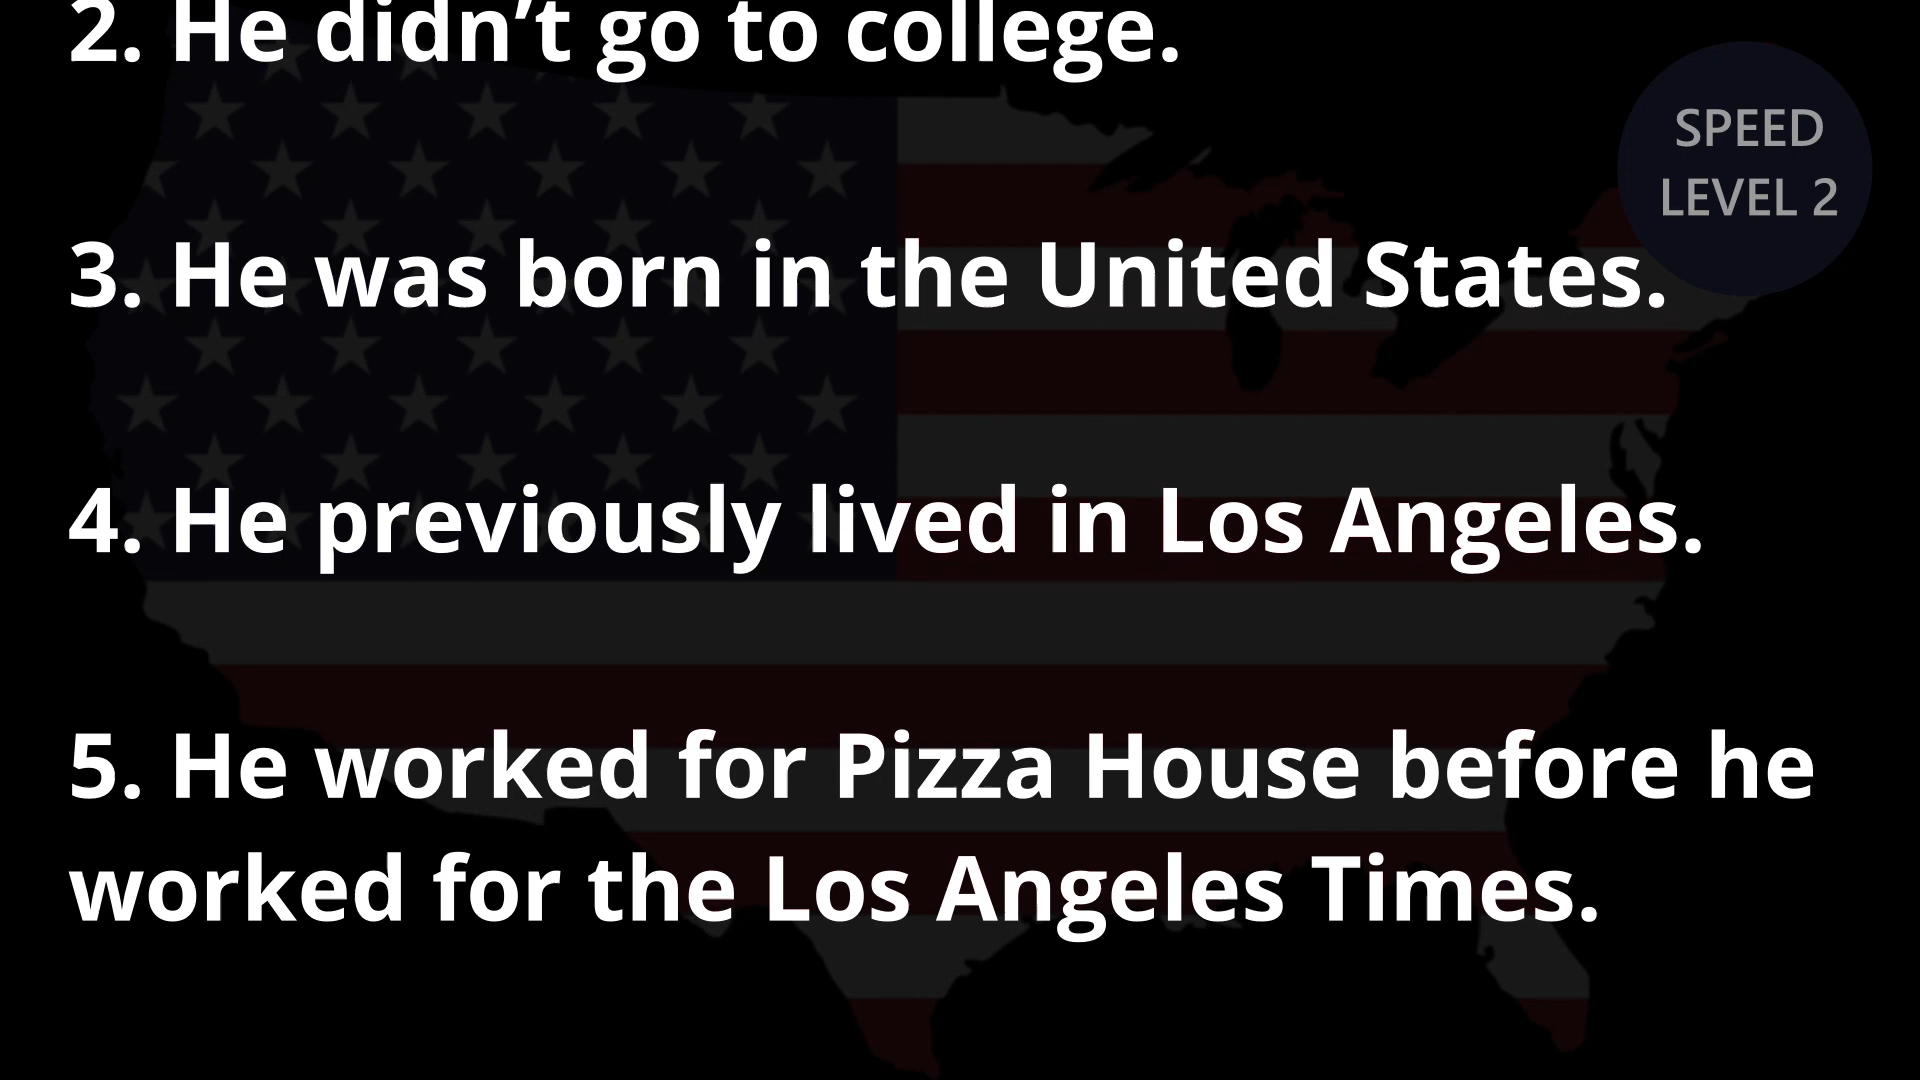 2. He didn’t go to college.
SPEED
LEVEL 2
3. He was born in the United States.
4. He previously lived in Los Angeles.
5. He worked for Pizza House before he
worked for the Los Angeles Times.